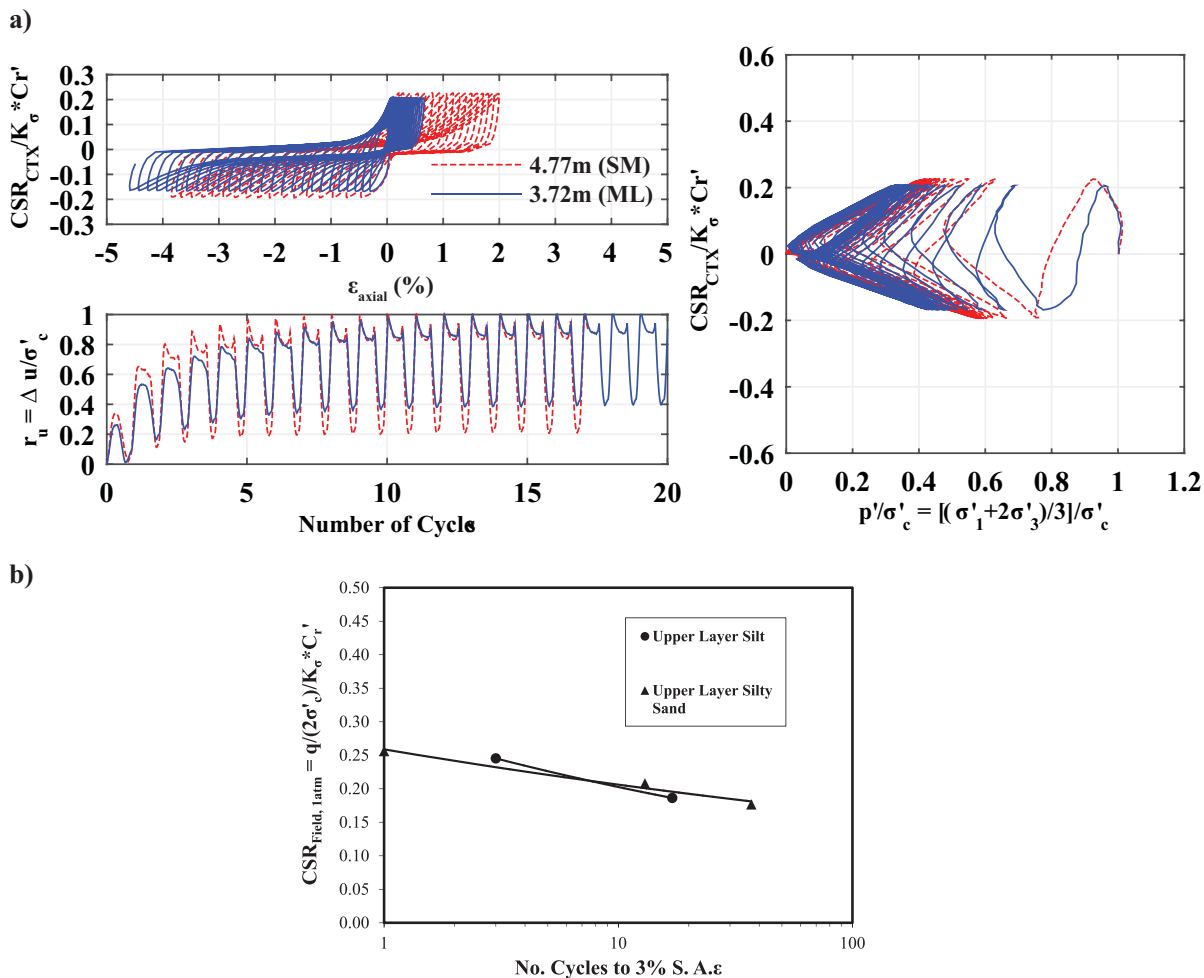 a)
CSR_CTX/K_σ*Cr'
0.3
0.2
0.1
0
-0.1
-0.2
-0.3
-5 -4 -3 -2 -1 0 1 2 3 4 5
ε_axial (%)
4.77m (SM)
3.72m (ML)
r_u = Δ u/σ'_c
1
0.8
0.6
0.4
0.2
0
0 5 10 15 20
Number of Cycles
CSR_CTX/K_σ*Cr'
0.6
0.4
0.2
0
-0.2
-0.4
-0.6
0 0.2 0.4 0.6 0.8 1 1.2
p'/σ'_c = [(σ'_1+2σ'_3)/3]/σ'_c
b)
CSR_Field, 1atm = q/(2σ'_c)/K_σ*C_r'
0.50
0.45
0.40
0.35
0.30
0.25
0.20
0.15
0.10
0.05
0.00
1 10 100
No. Cycles to 3% S. A.ε
Upper Layer Silt
Upper Layer Silty
Sand